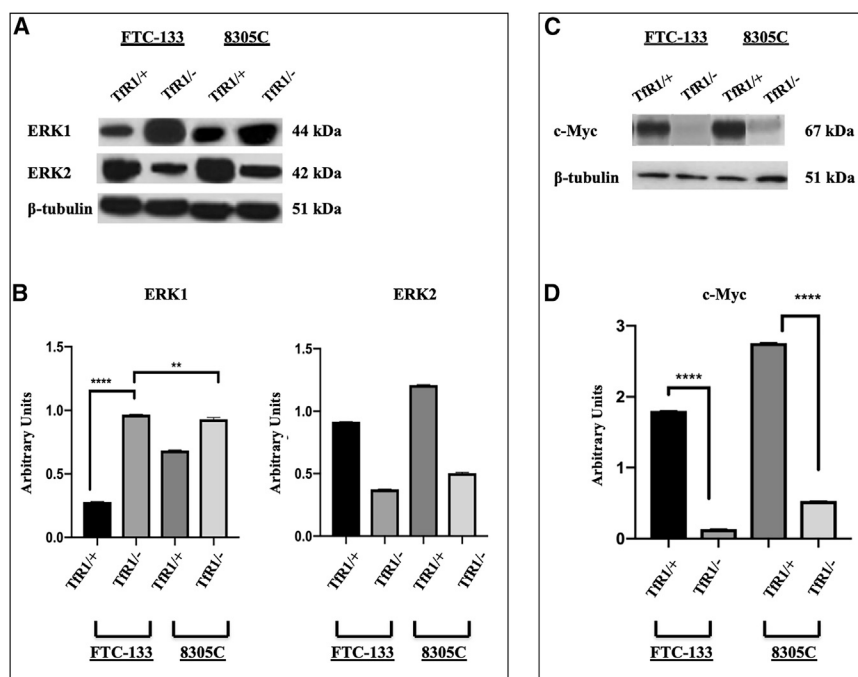 A
FTC-133 8305C
TfR1/+ TfR1/- TfR1/+ TfR1/-
ERK1 44 kDa
ERK2 42 kDa
β-tubulin 51 kDa
B
ERK1
Arbitrary Units
1.5
1.0
0.5
0.0
**** **
TfR1/+ TfR1/- TfR1/+ TfR1/-
FTC-133 8305C
ERK2
Arbitrary Units
1.5
1.0
0.5
0.0
TfR1/+ TfR1/- TfR1/+ TfR1/-
FTC-133 8305C
C
FTC-133 8305C
TfR1/+ TfR1/- TfR1/+ TfR1/-
c-Myc 67 kDa
β-tubulin 51 kDa
D
c-Myc
Arbitrary Units
3
2
1
0
**** ****
TfR1/+ TfR1/- TfR1/+ TfR1/-
FTC-133 8305C